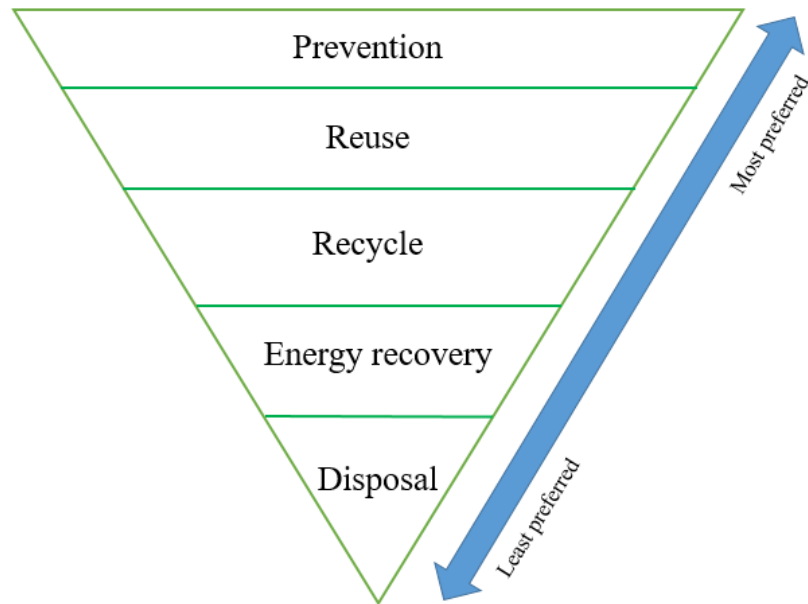 Prevention
Reuse
Recycle
Energy recovery
Disposal
Most preferred
Least preferred